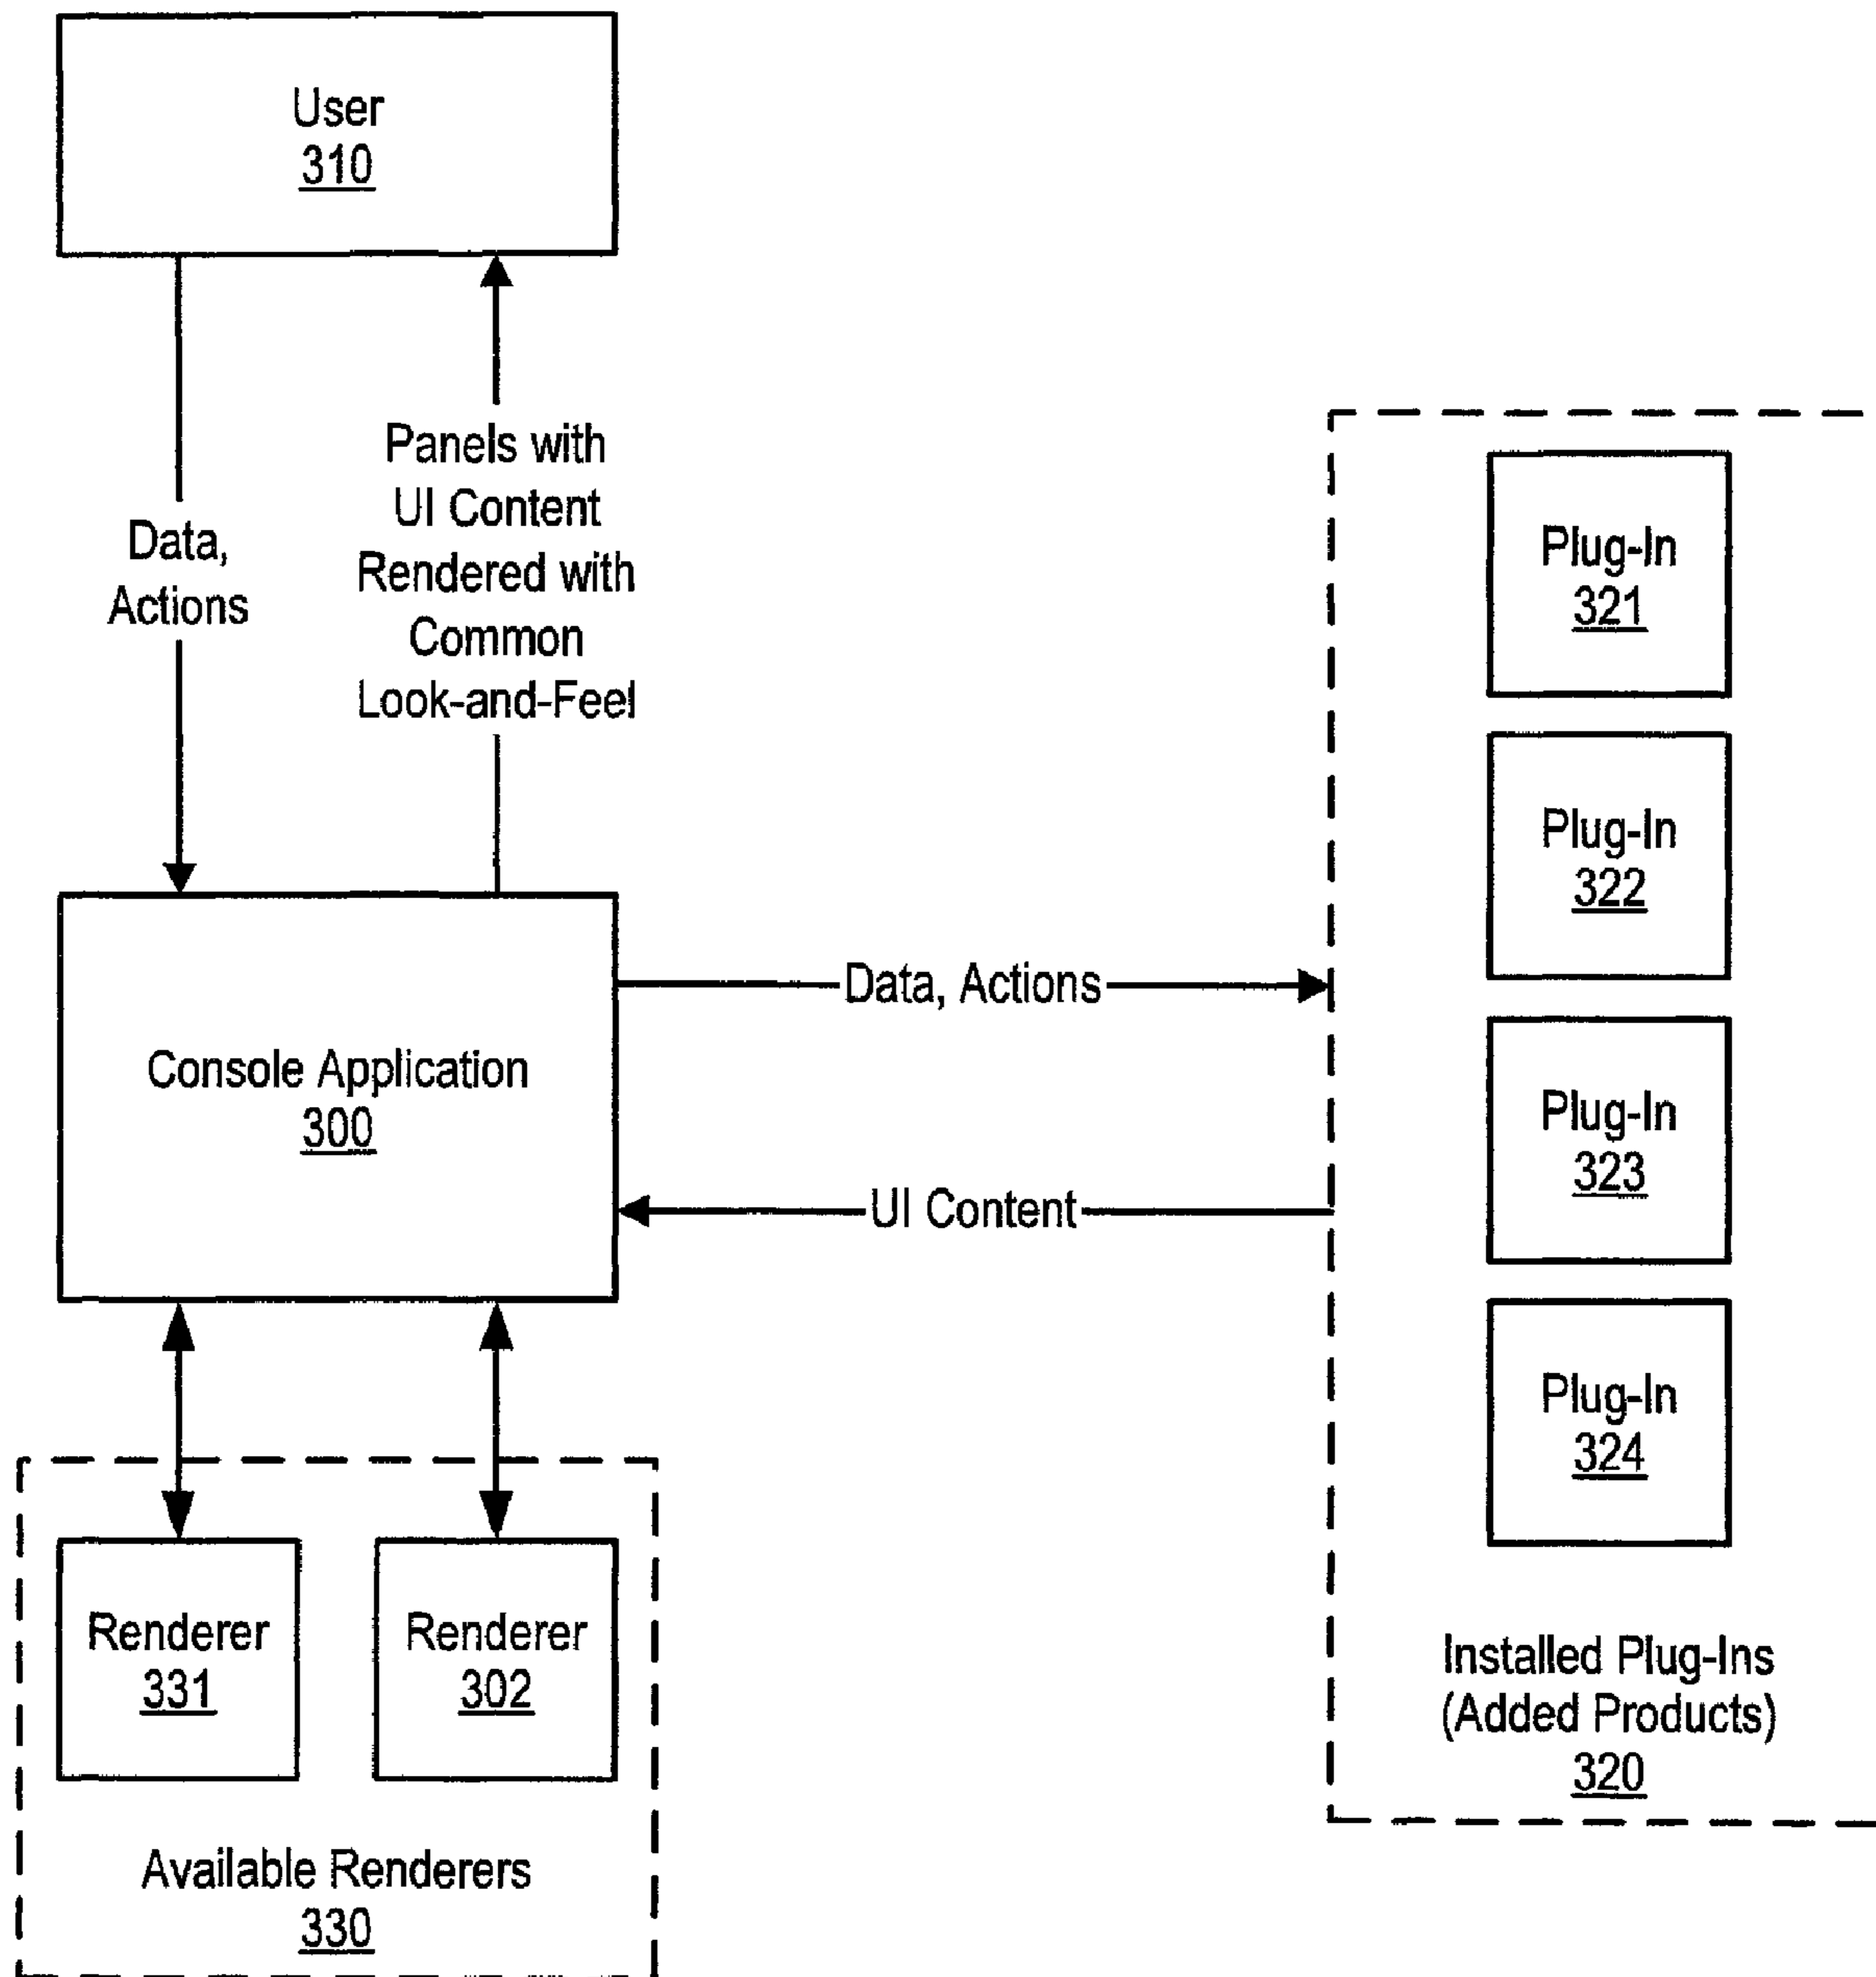 User
310
Data,
Actions
Panels with
UI Content
Rendered with
Common
Look-and-Feel
Console Application
300
Data, Actions
UI Content
Plug-In
321
Plug-In
322
Plug-In
323
Plug-In
324
Installed Plug-Ins
(Added Products)
320
Renderer
331
Renderer
302
Available Renderers
330